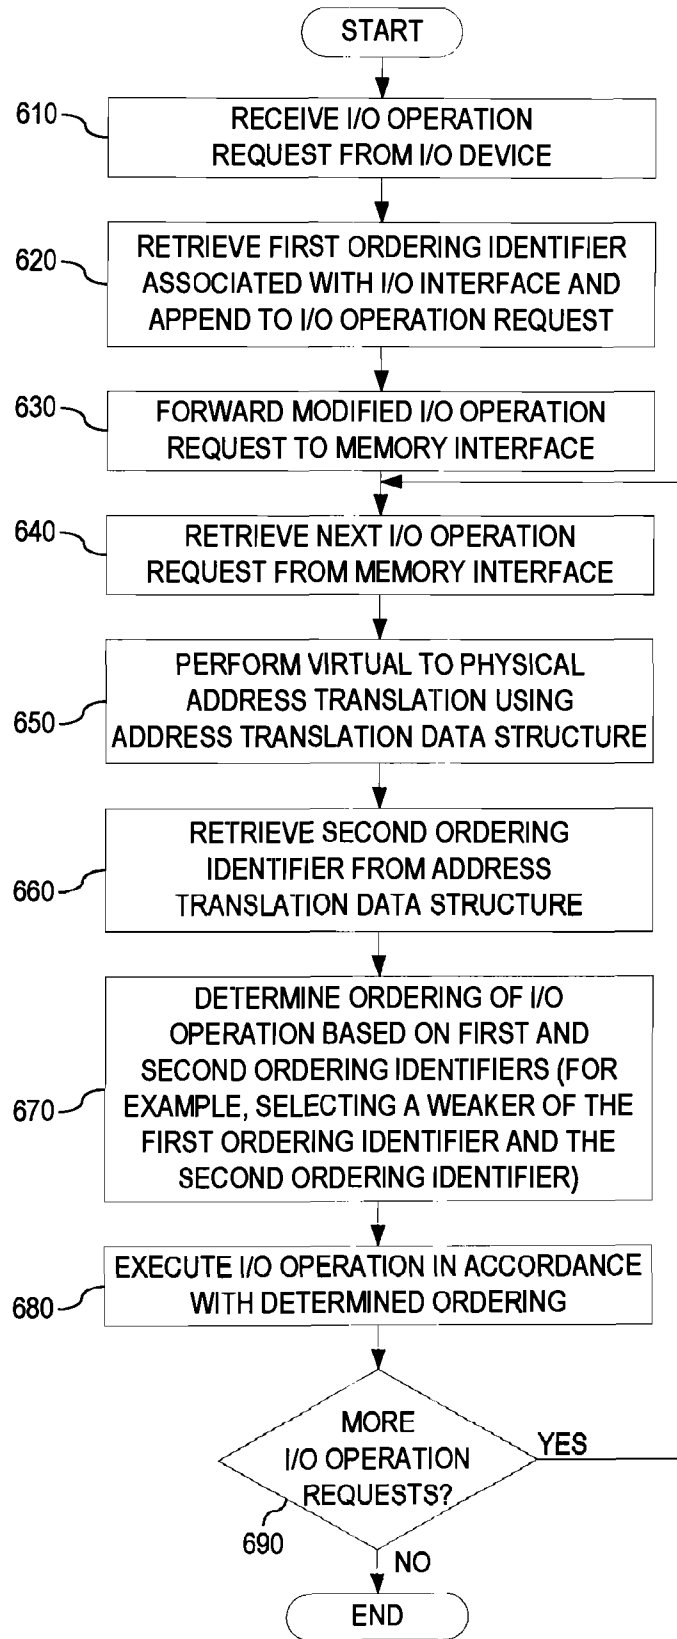 START
610
RECEIVE I/O OPERATION
REQUEST FROM I/O DEVICE
620
RETRIEVE FIRST ORDERING IDENTIFIER
ASSOCIATED WITH I/O INTERFACE AND
APPEND TO I/O OPERATION REQUEST
630
FORWARD MODIFIED I/O OPERATION
REQUEST TO MEMORY INTERFACE
640
RETRIEVE NEXT I/O OPERATION
REQUEST FROM MEMORY INTERFACE
650
PERFORM VIRTUAL TO PHYSICAL
ADDRESS TRANSLATION USING
ADDRESS TRANSLATION DATA STRUCTURE
660
RETRIEVE SECOND ORDERING
IDENTIFIER FROM ADDRESS
TRANSLATION DATA STRUCTURE
670
DETERMINE ORDERING OF I/O
OPERATION BASED ON FIRST AND
SECOND ORDERING IDENTIFIERS (FOR
EXAMPLE, SELECTING A WEAKER OF THE
FIRST ORDERING IDENTIFIER AND THE
SECOND ORDERING IDENTIFIER)
680
EXECUTE I/O OPERATION IN ACCORDANCE
WITH DETERMINED ORDERING
MORE
I/O OPERATION
REQUESTS?
YES
690
NO
END